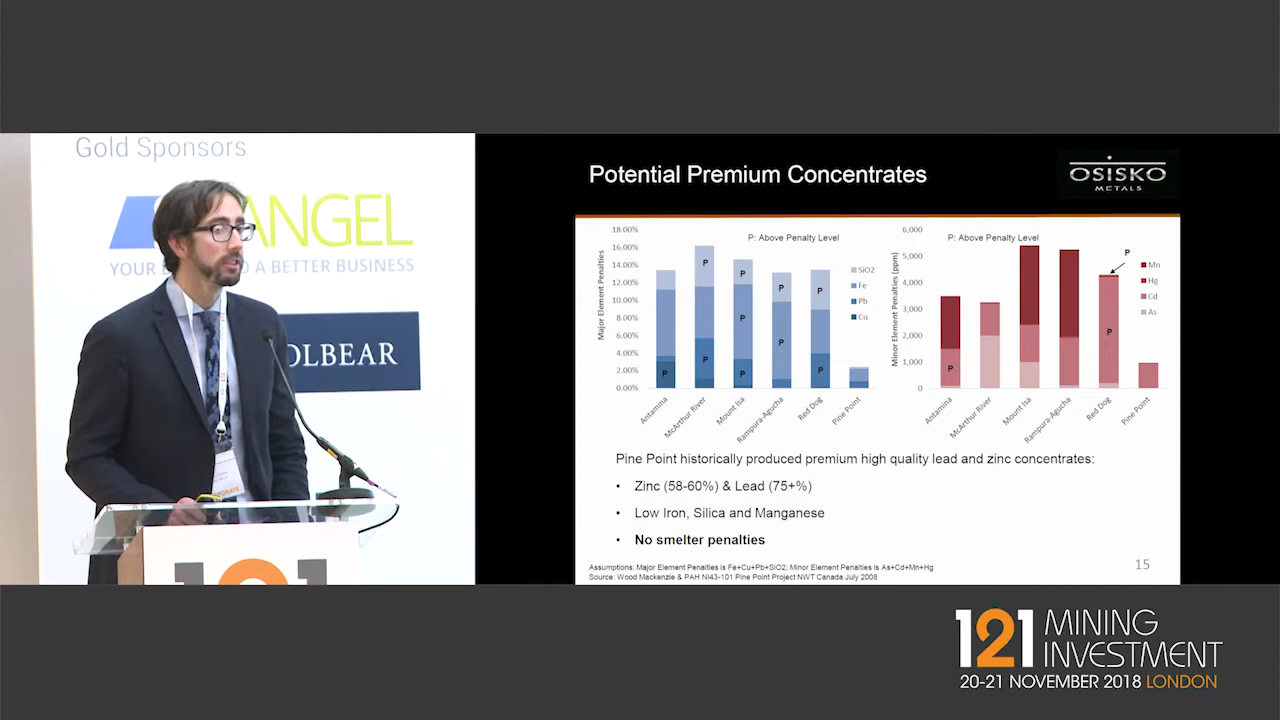 Gold Sponsors
ANGEL
YOUR B D A BETTER BUSINESS
OLBEAR
121
Potential Premium Concentrates
OSISKO
METALS
18.00%
16.00%
14.00%
12.00%
10.00%
8.00%
6.00%
4.00%
2.00%
0.00%
Major Element Penalties
P: Above Penalty Level
P
P
P
P
P
P
P
P
P
P
P
SiO2
Fe
Pb
Cu
Antamina
McArthur River
Mount Isa
Rampura-Agucha
Red Dog
Pine Point
6,000
5,000
4,000
3,000
2,000
1,000
0
Minor Element Penalties (ppm)
P: Above Penalty Level
P
P
P
Mn
Hg
Cd
As
Antamina
McArthur River
Mount Isa
Rampura-Agucha
Red Dog
Pine Point
Pine Point historically produced premium high quality lead and zinc concentrates:
• Zinc (58-60%) & Lead (75+%)
• Low Iron, Silica and Manganese
• No smelter penalties
Assumptions: Major Element Penalties is Fe+Cu+Pb+SiO2; Minor Element Penalties is As+Cd+Mn+Hg
Source: Wood Mackenzie & PAH NI43-101 Pine Point Project NWT Canada July 2008
15
121 MINING
INVESTMENT
20-21 NOVEMBER 2018 LONDON